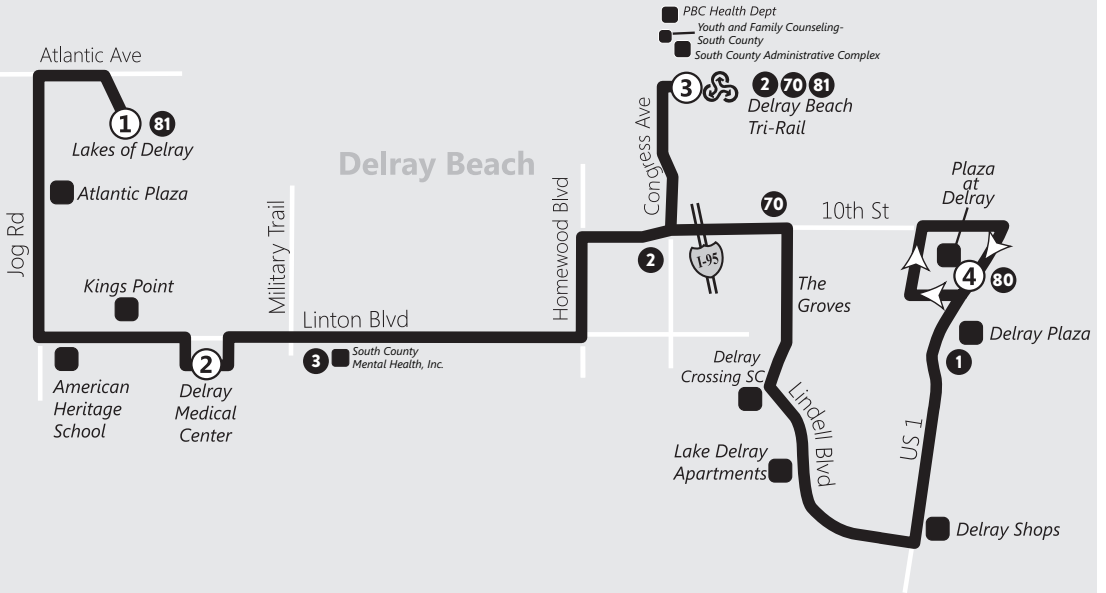 PBC Health Dept
Youth and Family Counseling-
South County
South County Administrative Complex
Atlantic Ave
3
2 70 81
Delray Beach
Tri-Rail
1 81
Lakes of Delray
Congress Ave
Delray Beach
Atlantic Plaza
Plaza
at
Delray
Homewood Blvd
Military Trail
Jog Rd
70
10th St
2
I-95
4 80
Kings Point
The
Groves
Linton Blvd
Delray Plaza
1
2
3
South County
Mental Health, Inc.
American
Heritage
School
Delray
Medical
Center
Delray
Crossing SC
Lindell Blvd
US 1
Lake Delray
Apartments
Delray Shops